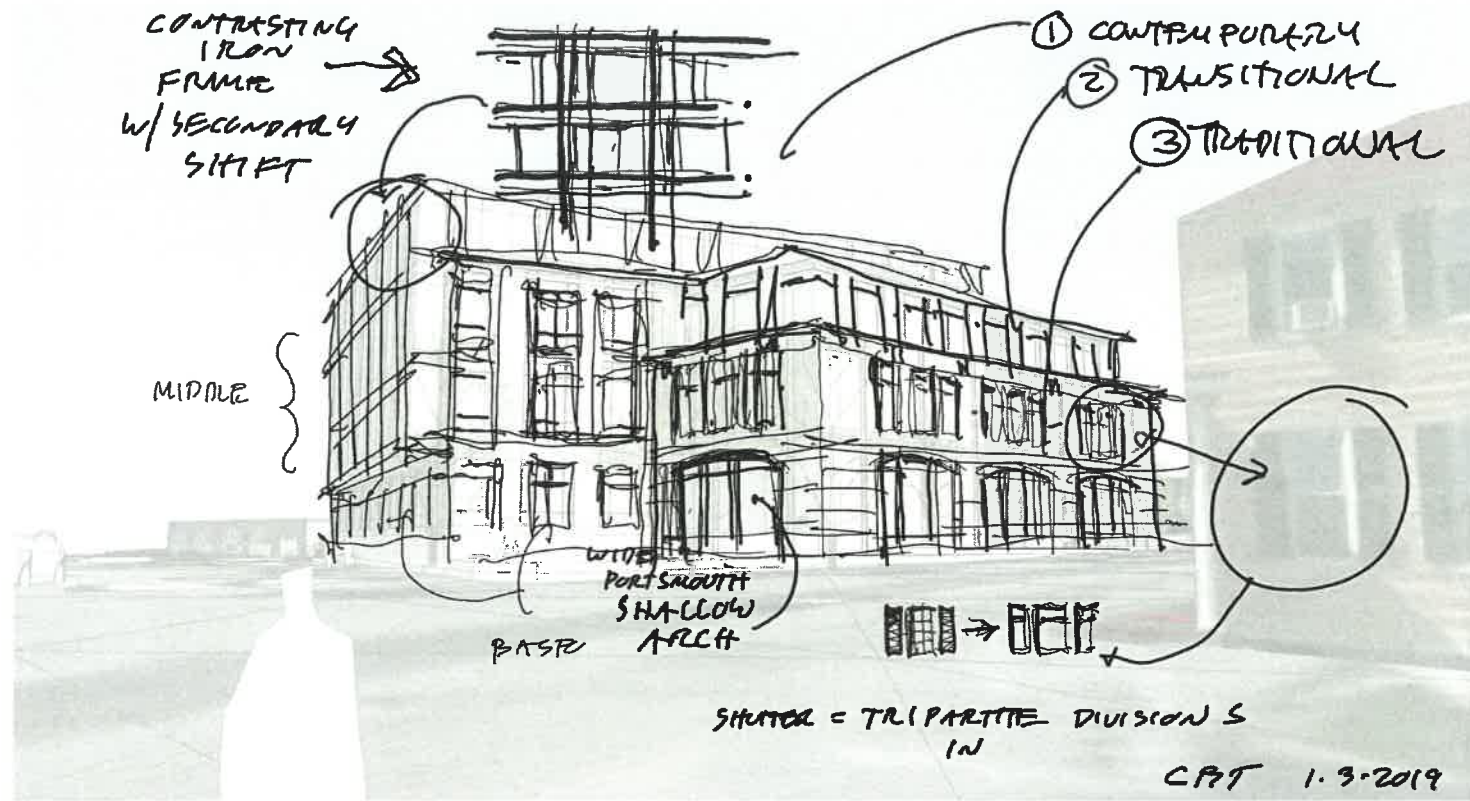 CONTRASTING
IRON
FRAME
W/ SECONDARY
SHIFT
① CONTEMPORARY
② TRANSITIONAL
③ TRADITIONAL
MIDDLE
WIDE
PORTSMOUTH
SHALLOW
ARCH
BASE
SHUTTER = TRIPARTITE DIVISIONS
IN
CBT 1.3.2019